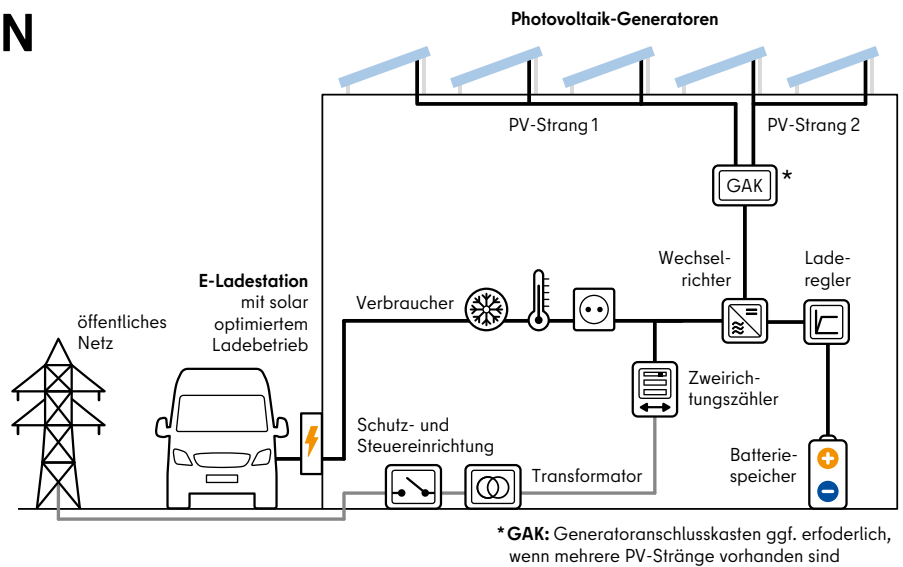 N
Photovoltaik-Generatoren
PV-Strang 1
PV-Strang 2
GAK
*
Wechsel-
richter
Lade-
regler
E-Ladestation
mit solar
optimiertem
Ladebetrieb
Verbraucher
öffentliches
Netz
Zweirich-
tungszähler
Schutz- und
Steuereinrichtung
Transformator
Batterie-
speicher
* GAK: Generatoranschlusskasten ggf. erfoderlich,
wenn mehrere PV-Stränge vorhanden sind